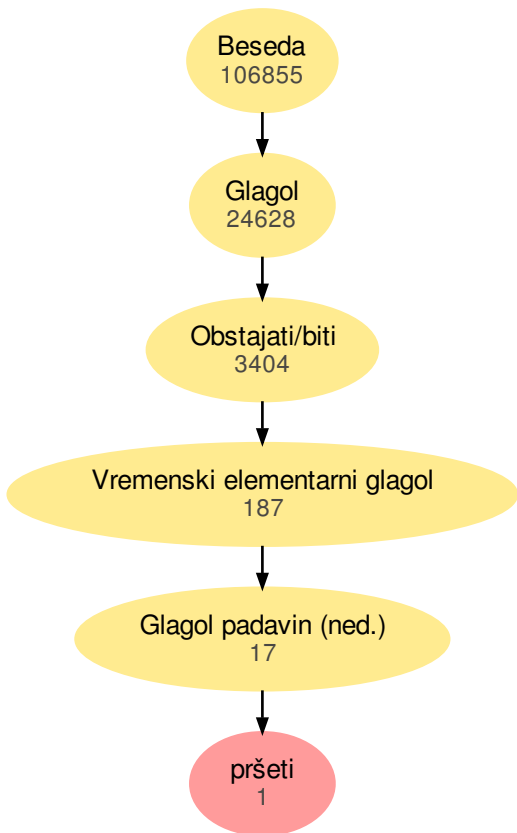 Beseda
106855
Glagol
24628
Obstajati/biti
3404
Vremenski elementarni glagol
187
Glagol padavin (ned.)
17
pršeti
1